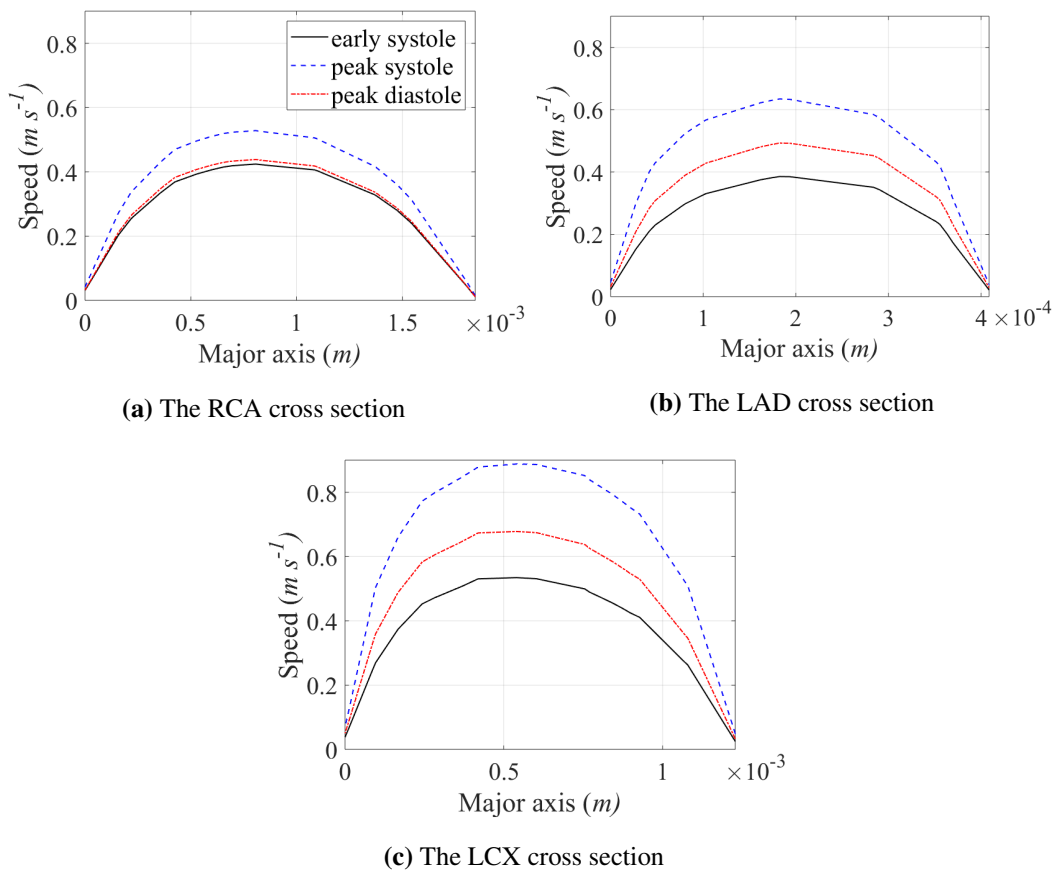 0.8
0.6
0.4
0.2
0
Speed (m s⁻¹)
early systole
peak systole
peak diastole
0 0.5 1 1.5 ×10⁻³
Major axis (m)
(a) The RCA cross section
0.8
0.6
0.4
0.2
0
Speed (m s⁻¹)
0 1 2 3 4 ×10⁻⁴
Major axis (m)
(b) The LAD cross section
0.8
0.6
0.4
0.2
0
Speed (m s⁻¹)
0 0.5 1 ×10⁻³
Major axis (m)
(c) The LCX cross section